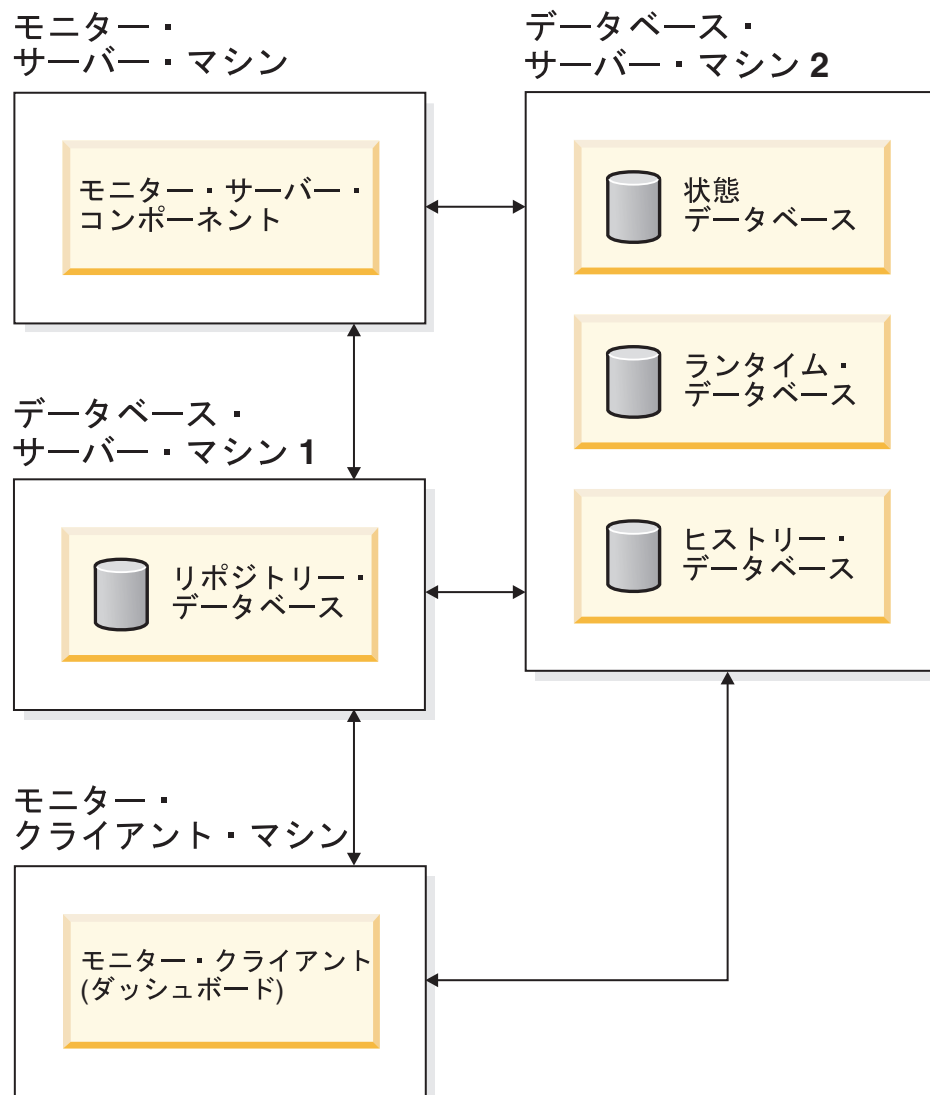 モニター・
サーバー・マシン
モニター・サーバー・
コンポーネント
データベース・
サーバー・マシン 2
状態
データベース
ランタイム・
データベース
ヒストリー・
データベース
データベース・
サーバー・マシン 1
リポジトリー・
データベース
モニター・
クライアント・マシン
モニター・クライアント
(ダッシュボード)